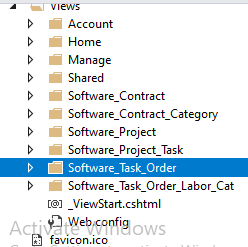 Views
Account
Home
Manage
Shared
Software_Contract
Software_Contract_Category
Software_Project
Software_Project_Task
Software_Task_Order
Software_Task_Order_Labor_Cat
_ViewStart.cshtml
Web.config
Activate Windows
favicon.ico